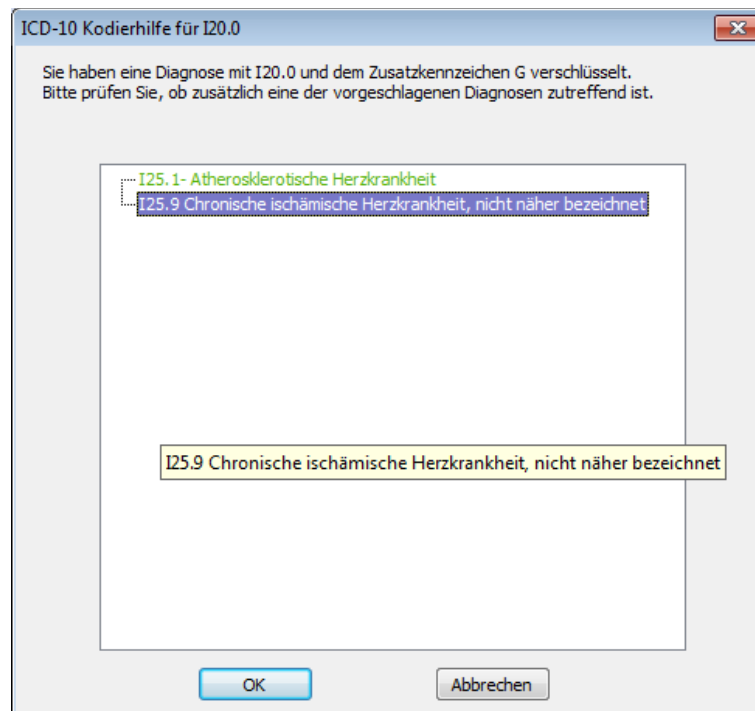 ICD-10 Kodierhilfe für I20.0
Sie haben eine Diagnose mit I20.0 und dem Zusatzkennzeichen G verschlüsselt.
Bitte prüfen Sie, ob zusätzlich eine der vorgeschlagenen Diagnosen zutreffend ist.
I25.1- Atherosklerotische Herzkrankheit
I25.9 Chronische ischämische Herzkrankheit, nicht näher bezeichnet
I25.9 Chronische ischämische Herzkrankheit, nicht näher bezeichnet
OK
Abbrechen